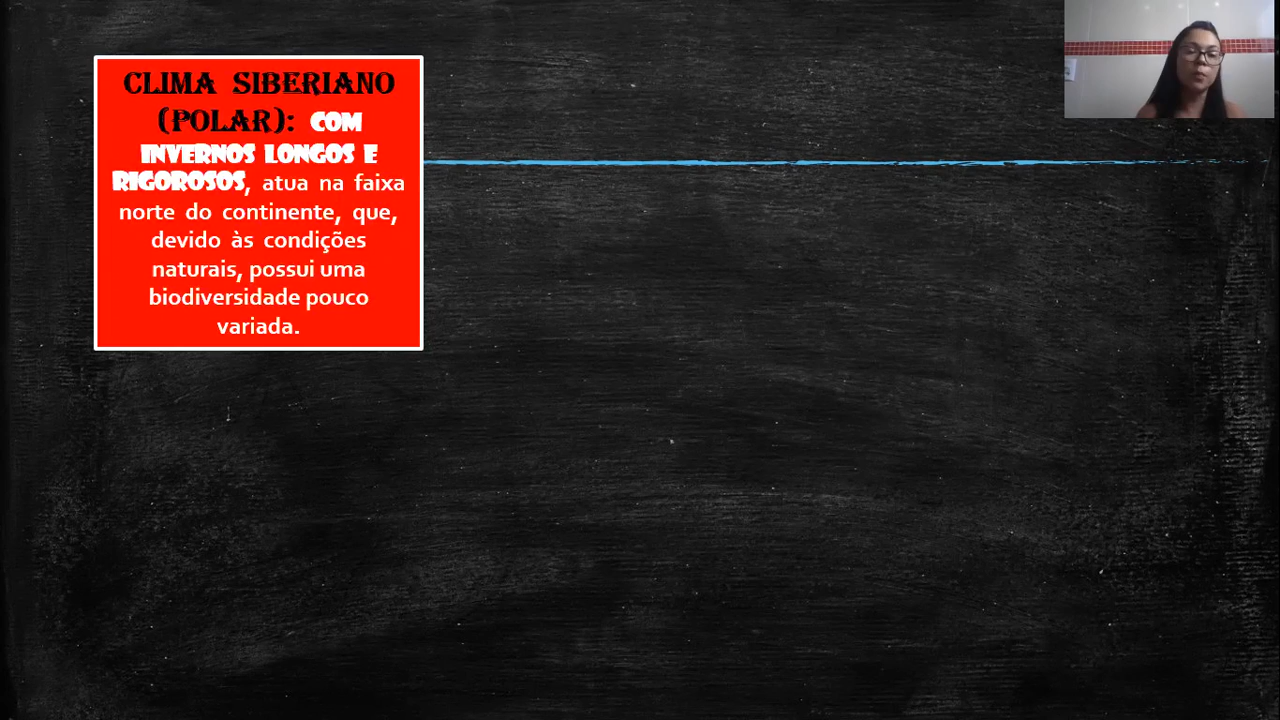 CLIMA SIBERIANO
(POLAR): COM
INVERNOS LONGOS E
RIGOROSOS, atua na faixa
norte do continente, que,
devido às condições
naturais, possui uma
biodiversidade pouco
variada.